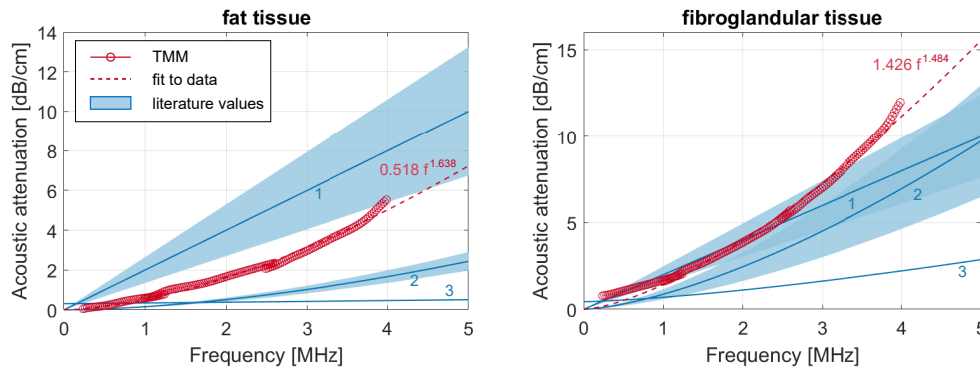 fat tissue
14
12
10
8
6
4
2
0
Acoustic attenuation [dB/cm]
TMM
fit to data
literature values
0.518 f^1.638
1
2
3
0 1 2 3 4 5
Frequency [MHz]
fibroglandular tissue
15
10
5
0
Acoustic attenuation [dB/cm]
1.426 f^1.484
1
2
3
0 1 2 3 4 5
Frequency [MHz]